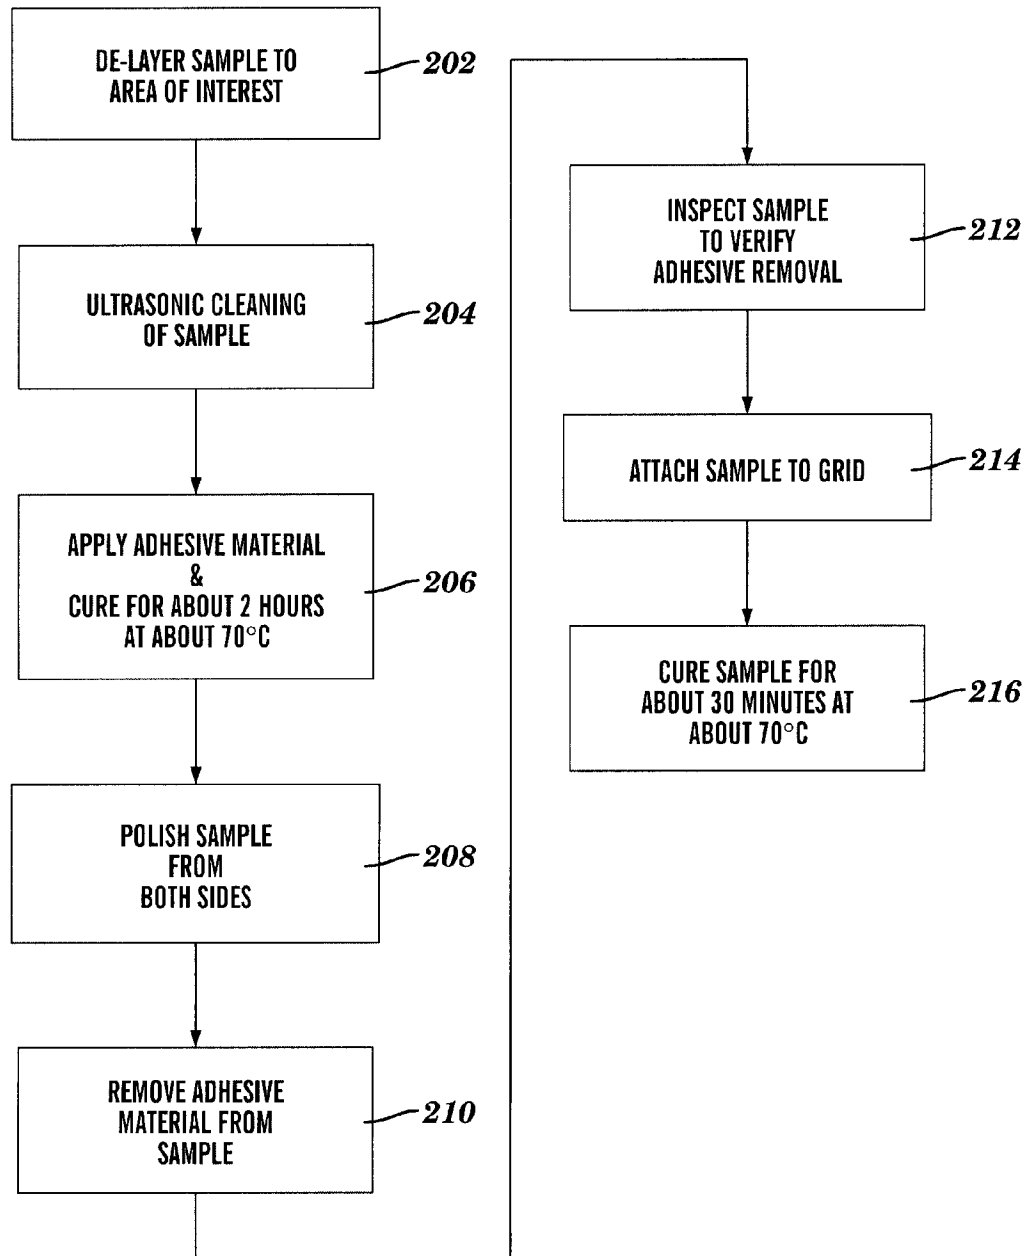 DE-LAYER SAMPLE TO
AREA OF INTEREST
202
ULTRASONIC CLEANING
OF SAMPLE
204
APPLY ADHESIVE MATERIAL
&
CURE FOR ABOUT 2 HOURS
AT ABOUT 70°C
206
POLISH SAMPLE
FROM
BOTH SIDES
208
REMOVE ADHESIVE
MATERIAL FROM
SAMPLE
210
INSPECT SAMPLE
TO VERIFY
ADHESIVE REMOVAL
212
ATTACH SAMPLE TO GRID
214
CURE SAMPLE FOR
ABOUT 30 MINUTES AT
ABOUT 70°C
216